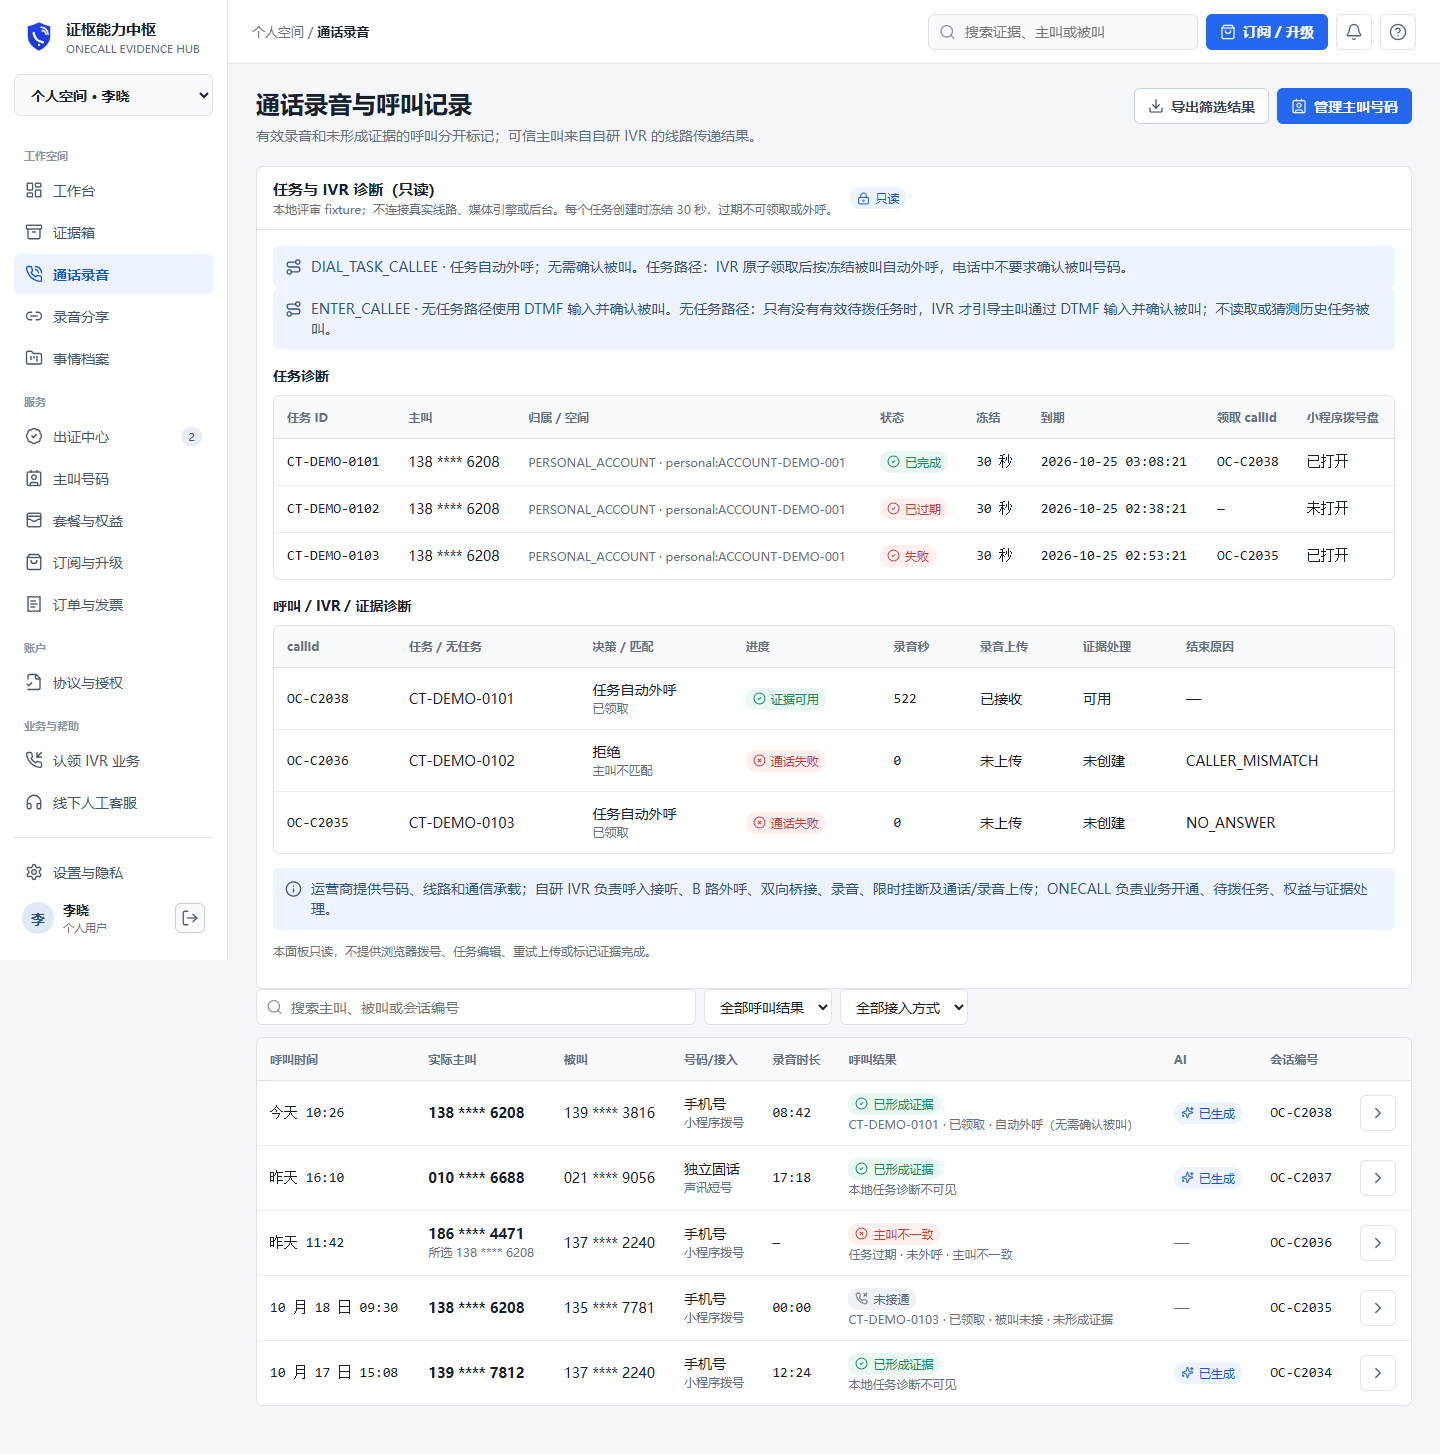 证枢能力中枢
ONECALL EVIDENCE HUB
个人空间 • 李晓
工作空间
工作台
证据箱
通话录音
录音分享
事情档案
服务
出证中心 2
主叫号码
套餐与权益
订阅与升级
订单与发票
账户
协议与授权
业务与帮助
认领 IVR 业务
线下人工客服
设置与隐私
李 李晓
个人用户
个人空间 / 通话录音
搜索证据、主叫或被叫
订阅 / 升级
通话录音与呼叫记录
有效录音和未形成证据的呼叫分开标记；可信主叫来自自研 IVR 的线路传递结果。
导出筛选结果
管理主叫号码
任务与 IVR 诊断（只读）
本地评审 fixture；不连接真实线路、媒体引擎或后台。每个任务创建时冻结 30 秒，过期不可领取或外呼。
只读
DIAL_TASK_CALLEE · 任务自动外呼；无需确认被叫。任务路径：IVR 原子领取后按冻结被叫自动外呼，电话中不要求确认被叫号码。
ENTER_CALLEE · 无任务路径使用 DTMF 输入并确认被叫。无任务路径：只有没有有效待拨任务时，IVR 才引导主叫通过 DTMF 输入并确认被叫；不读取或猜测历史任务被
叫。
任务诊断
任务 ID 主叫 归属 / 空间 状态 冻结 到期 领取 callId 小程序拨号盘
CT-DEMO-0101 138 **** 6208 PERSONAL_ACCOUNT · personal:ACCOUNT-DEMO-001 已完成 30 秒 2026-10-25 03:08:21 OC-C2038 已打开
CT-DEMO-0102 138 **** 6208 PERSONAL_ACCOUNT · personal:ACCOUNT-DEMO-001 已过期 30 秒 2026-10-25 02:38:21 — 未打开
CT-DEMO-0103 138 **** 6208 PERSONAL_ACCOUNT · personal:ACCOUNT-DEMO-001 失败 30 秒 2026-10-25 02:53:21 OC-C2035 已打开
呼叫 / IVR / 证据诊断
callId 任务 / 无任务 决策 / 匹配 进度 录音秒 录音上传 证据处理 结束原因
OC-C2038 CT-DEMO-0101 任务自动外呼 证据可用 522 已接收 可用 —
已领取
OC-C2036 CT-DEMO-0102 拒绝 通话失败 0 未上传 未创建 CALLER_MISMATCH
主叫不匹配
OC-C2035 CT-DEMO-0103 任务自动外呼 通话失败 0 未上传 未创建 NO_ANSWER
已领取
运营商提供号码、线路和通信承载；自研 IVR 负责呼入接听、B 路外呼、双向桥接、录音、限时挂断及通话/录音上传；ONECALL 负责业务开通、待拨任务、权益与证据处
理。
本面板只读，不提供浏览器拨号、任务编辑、重试上传或标记证据完成。
搜索主叫、被叫或会话编号
全部呼叫结果
全部接入方式
呼叫时间 实际主叫 被叫 号码/接入 录音时长 呼叫结果 AI 会话编号
今天 10:26 138 **** 6208 139 **** 3816 手机号 08:42 已形成证据 已生成 OC-C2038
小程序拨号 CT-DEMO-0101 · 已领取 · 自动外呼（无需确认被叫）
昨天 16:10 010 **** 6688 021 **** 9056 独立固话 17:18 已形成证据 已生成 OC-C2037
声讯短号 本地任务诊断不可见
昨天 11:42 186 **** 4471 137 **** 2240 手机号 — 主叫不一致 — OC-C2036
所选 138 **** 6208 小程序拨号 任务过期 · 未外呼 · 主叫不一致
10 月 18 日 09:30 138 **** 6208 135 **** 7781 手机号 00:00 未接通 — OC-C2035
小程序拨号 CT-DEMO-0103 · 已领取 · 被叫未接 · 未形成证据
10 月 17 日 15:08 139 **** 7812 137 **** 2240 手机号 12:24 已形成证据 已生成 OC-C2034
小程序拨号 本地任务诊断不可见